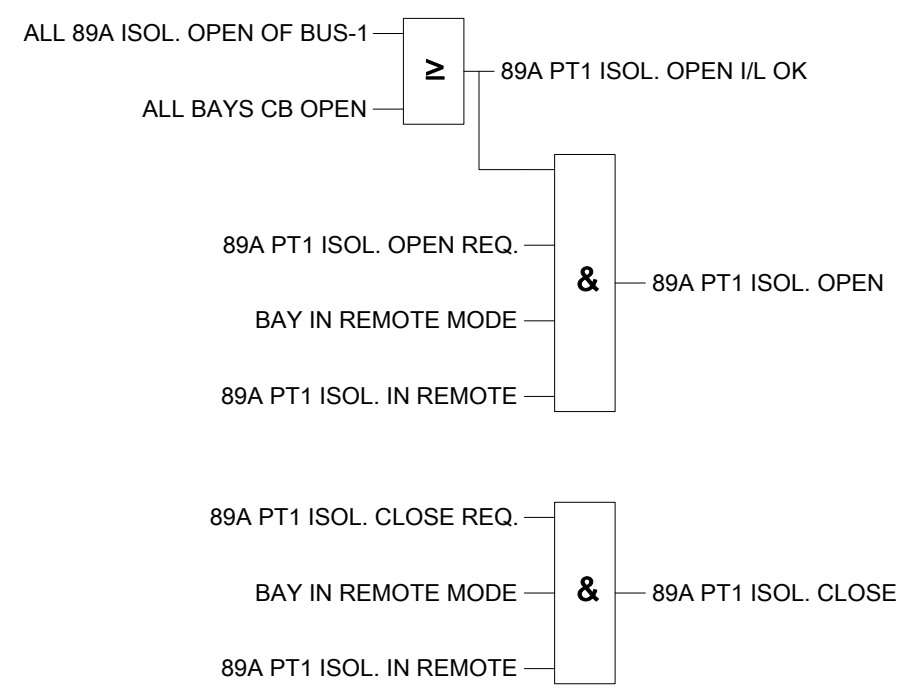 ALL 89A ISOL. OPEN OF BUS-1
≥
89A PT1 ISOL. OPEN I/L OK
ALL BAYS CB OPEN
89A PT1 ISOL. OPEN REQ.
&
89A PT1 ISOL. OPEN
BAY IN REMOTE MODE
89A PT1 ISOL. IN REMOTE
89A PT1 ISOL. CLOSE REQ.
BAY IN REMOTE MODE
&
89A PT1 ISOL. CLOSE
89A PT1 ISOL. IN REMOTE